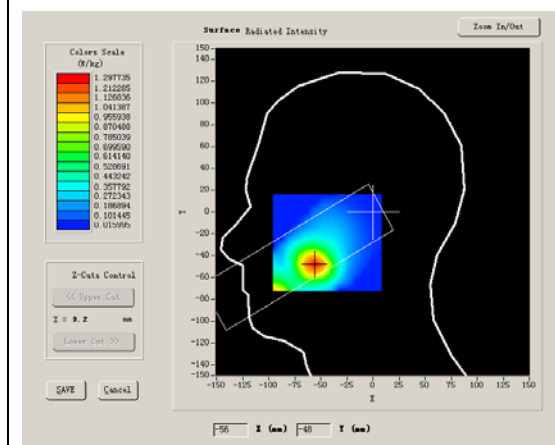 Surface Radiated Intensity
Zoom In/Out
Colors Scale
(W/kg)
1.297735
1.212285
1.126836
1.041387
0.955938
0.870488
0.785039
0.699590
0.614140
0.528691
0.443242
0.357792
0.272343
0.186894
0.101445
0.015995
150
140
120
100
80
60
40
20
Y
0
-20
-40
-60
-80
-100
-120
-140
-150
-150 -125 -100 -75 -50 -25 0 25 50 75 100 125 150
X
Z-Cuts Control
<< Upper Cut
Z = 9.2 mm
Lower Cut >>
SAVE Cancel
-56 X (mm) -48 Y (mm)